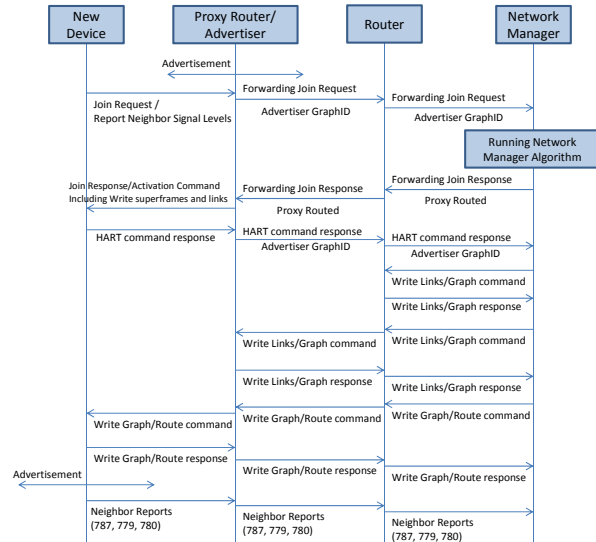 New
Device
Proxy Router/
Advertiser
Router
Network
Manager
Advertisement
Join Request /
Report Neighbor Signal Levels
Forwarding Join Request
Advertiser GraphID
Forwarding Join Request
Advertiser GraphID
Running Network
Manager Algorithm
Forwarding Join Response
Proxy Routed
Forwarding Join Response
Proxy Routed
Join Response/Activation Command
Including Write superframes and links
HART command response
HART command response
Advertiser GraphID
HART command response
Advertiser GraphID
Write Links/Graph command
Write Links/Graph response
Write Links/Graph command
Write Links/Graph command
Write Links/Graph response
Write Links/Graph response
Write Graph/Route command
Write Graph/Route command
Write Graph/Route command
Write Graph/Route response
Write Graph/Route response
Write Graph/Route response
Advertisement
Neighbor Reports
(787, 779, 780)
Neighbor Reports
(787, 779, 780)
Neighbor Reports
(787, 779, 780)